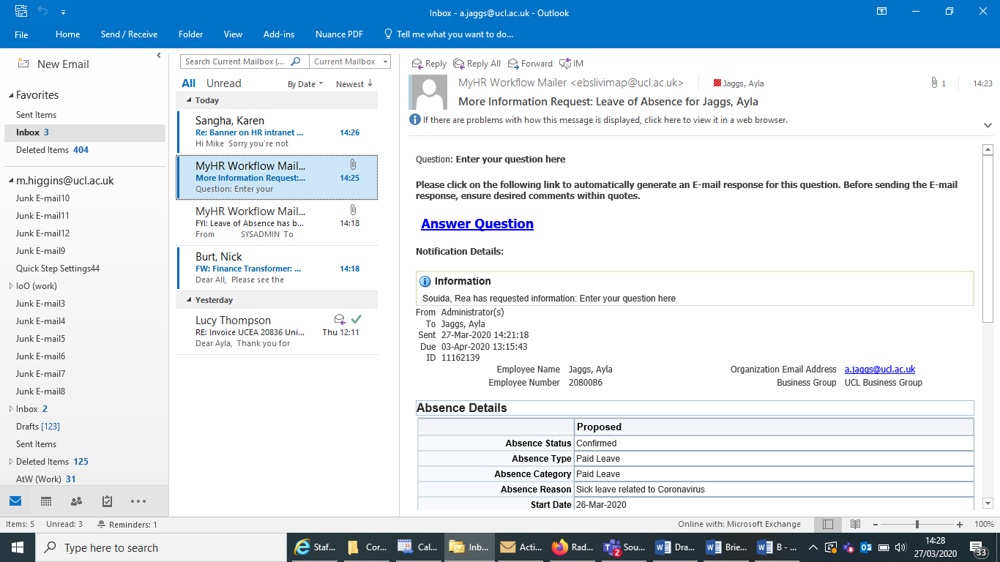 Inbox - a.jaggs@ucl.ac.uk - Outlook
File Home Send / Receive Folder View Add-ins Nuance PDF Tell me what you want to do...
New Email
Favorites
Sent Items
Inbox 3
Deleted Items 404
m.higgins@ucl.ac.uk
Junk E-mail10
Junk E-mail11
Junk E-mail12
Junk E-mail9
Quick Step Settings44
IoO (work)
Junk E-mail3
Junk E-mail4
Junk E-mail5
Junk E-mail6
Junk E-mail7
Junk E-mail8
Inbox 2
Drafts [123]
Sent Items
Deleted Items 125
AtW (Work) 31
Search Current Mailbox (... Current Mailbox
All Unread By Date Newest ↓
Today
Sangha, Karen
Re: Banner on HR intranet ... 14:26
Hi Mike Sorry you're not
MyHR Workflow Mail...
More Information Request:... 14:25
Question: Enter your
MyHR Workflow Mail...
FYI: Leave of Absence has b... 14:18
From SYSADMIN To
Burt, Nick
FW: Finance Transformer: ... 14:18
Dear All, Please see the
Yesterday
Lucy Thompson
RE: Invoice UCEA 20836 Uni... Thu 12:11
Dear Ayla, Thank you for
Reply Reply All Forward IM
MyHR Workflow Mailer <ebslivimap@ucl.ac.uk> Jaggs, Ayla 1 14:23
More Information Request: Leave of Absence for Jaggs, Ayla
If there are problems with how this message is displayed, click here to view it in a web browser.
Question: Enter your question here
Please click on the following link to automatically generate an E-mail response for this question. Before sending the E-mail
response, ensure desired comments within quotes.
Answer Question
Notification Details:
Information
Souida, Rea has requested information: Enter your question here
From Administrator(s)
To Jaggs, Ayla
Sent 27-Mar-2020 14:21:18
Due 03-Apr-2020 13:15:43
ID 11162139
Employee Name Jaggs, Ayla Organization Email Address a.jaggs@ucl.ac.uk
Employee Number 2080086 Business Group UCL Business Group
Absence Details
Proposed
Absence Status Confirmed
Absence Type Paid Leave
Absence Category Paid Leave
Absence Reason Sick leave related to Coronavirus
Start Date 26-Mar-2020
Items: 5 Unread: 3 Reminders: 1 Online with: Microsoft Exchange 100%
Type here to search Staf... Cor... Cal... Inb... Acti... Rad... 2 Sou... Dra... Brie... B - ... 14:28
27/03/2020 33